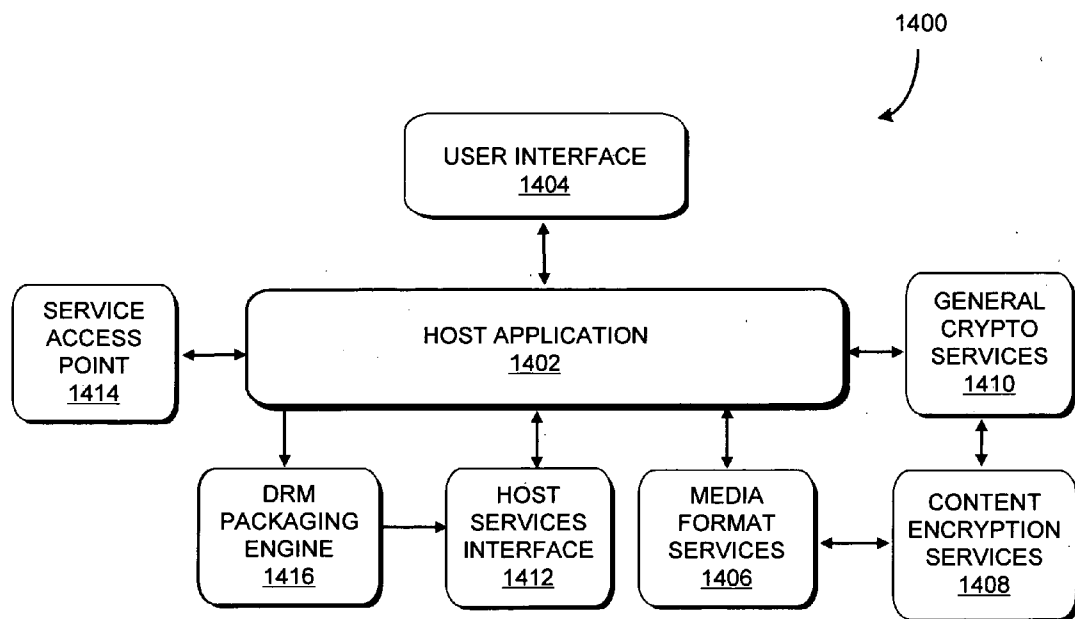 1400
USER INTERFACE
1404
SERVICE
ACCESS
POINT
1414
HOST APPLICATION
1402
GENERAL
CRYPTO
SERVICES
1410
DRM
PACKAGING
ENGINE
1416
HOST
SERVICES
INTERFACE
1412
MEDIA
FORMAT
SERVICES
1406
CONTENT
ENCRYPTION
SERVICES
1408